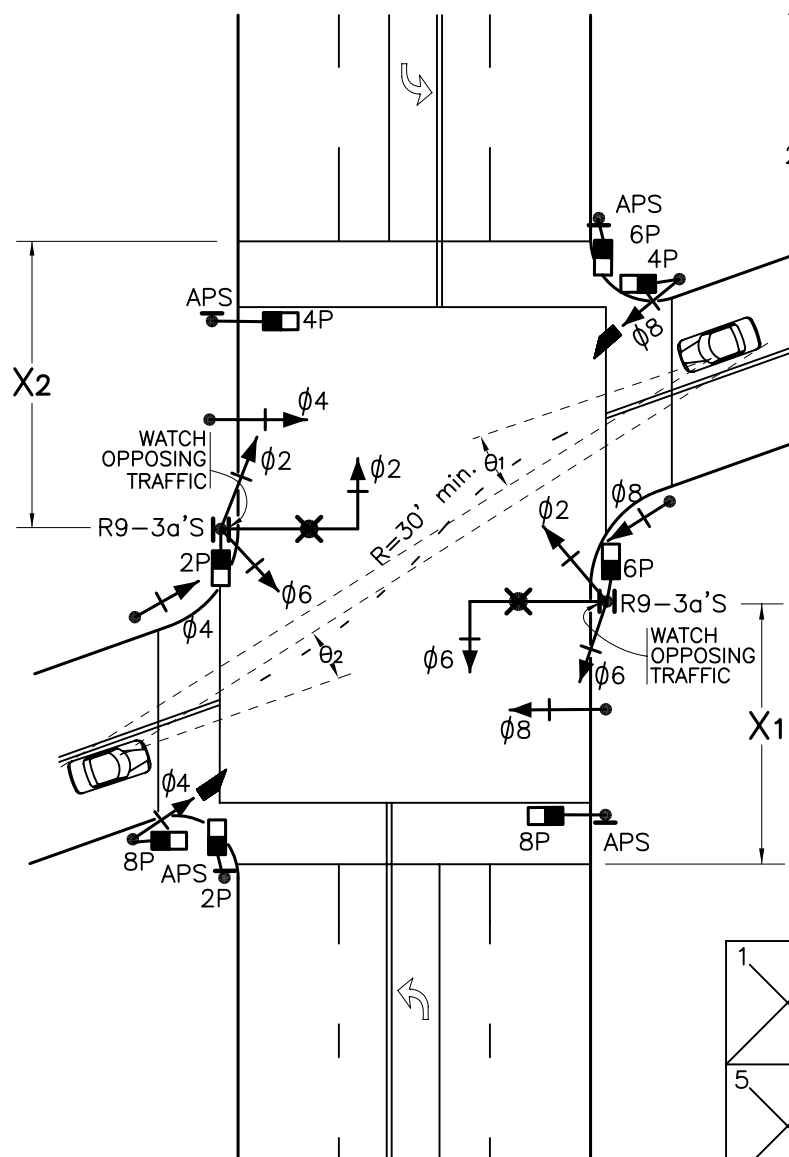 APS
6P
4P
APS
4P
ϕ8
X2
ϕ4
WATCH
OPPOSING
TRAFFIC
ϕ2
ϕ2
θ1
R=30' min.
ϕ8
R9-3a'S
ϕ2
2P
6P
ϕ6
R9-3a'S
ϕ4
WATCH
OPPOSING
TRAFFIC
ϕ6
θ2
ϕ6
ϕ8
X1
ϕ4
8P
APS
8P
APS
2P
1
5